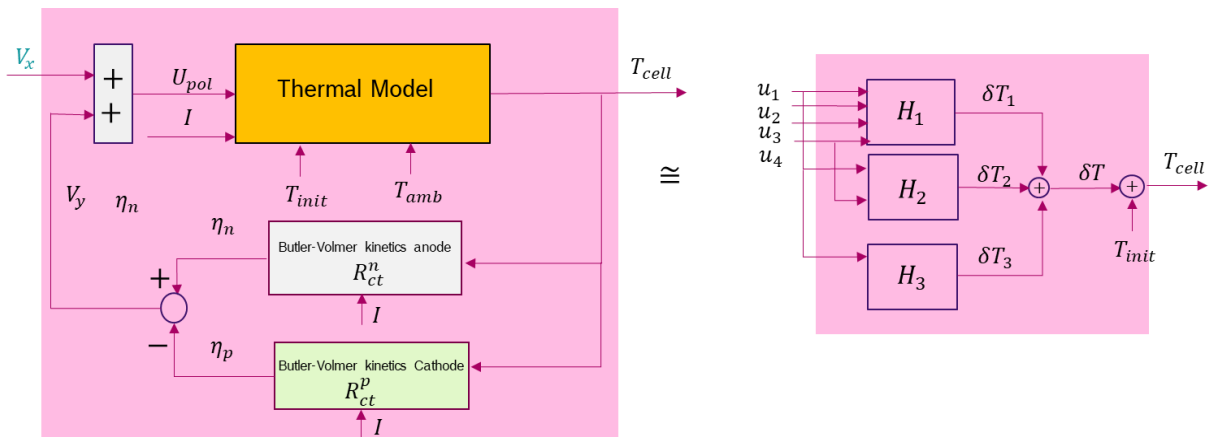 V_x
+
+
U_pol
I
Thermal Model
T_cell
T_init
T_amb
V_y
η_n
η_n
Butler-Volmer kinetics anode
R_ct^n
I
+
−
η_p
Butler-Volmer kinetics Cathode
R_ct^p
I
≅
u_1
u_2
u_3
u_4
H_1
δT_1
H_2
δT_2
+
δT
+
T_cell
T_init
H_3
δT_3